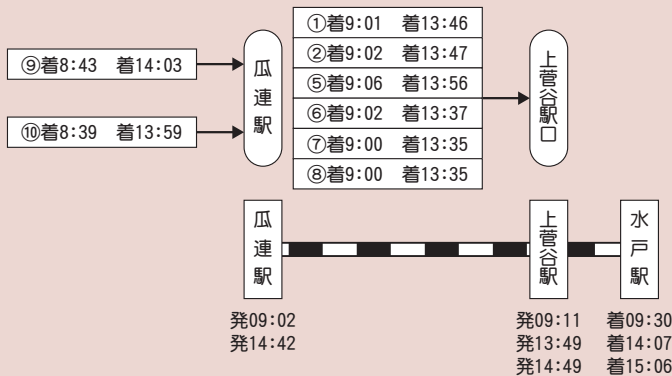 ①着9:01 着13:46
②着9:02 着13:47
⑤着9:06 着13:56
⑥着9:02 着13:37
⑦着9:00 着13:35
⑧着9:00 着13:35
⑨着8:43 着14:03
⑩着8:39 着13:59
瓜連駅
上菅谷駅口
瓜連駅
上菅谷駅
水戸駅
発09:02
発14:42
発09:11
発13:49
発14:49
着09:30
着14:07
着15:06